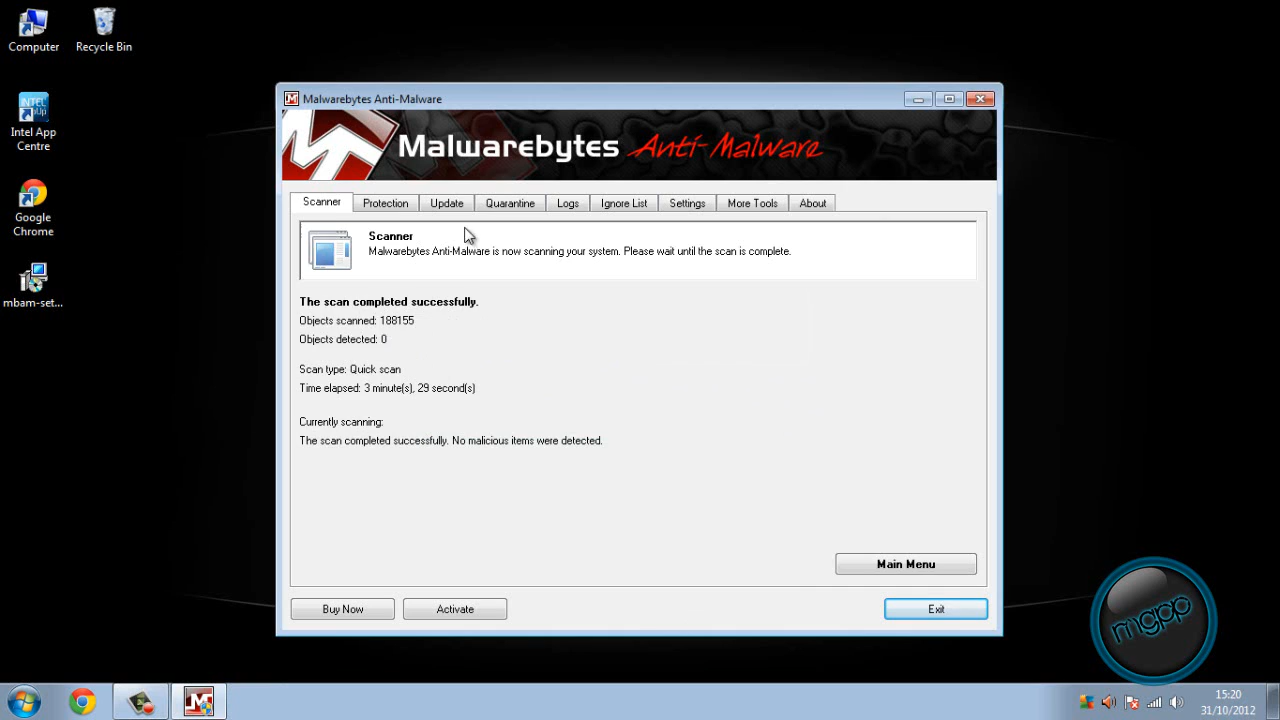 Computer
Recycle Bin
Intel App
Centre
Google
Chrome
mbam-set...
INTEL
Malwarebytes Anti-Malware
Malwarebytes Anti-Malware
Scanner
Protection
Update
Quarantine
Logs
Ignore List
Settings
More Tools
About
Scanner
Malwarebytes Anti-Malware is now scanning your system. Please wait until the scan is complete.
The scan completed successfully.
Objects scanned: 188155
Objects detected: 0
Scan type: Quick scan
Time elapsed: 3 minute(s), 29 second(s)
Currently scanning:
The scan completed successfully. No malicious items were detected.
Main Menu
Buy Now
Activate
Exit
mgpp
15:20
31/10/2012